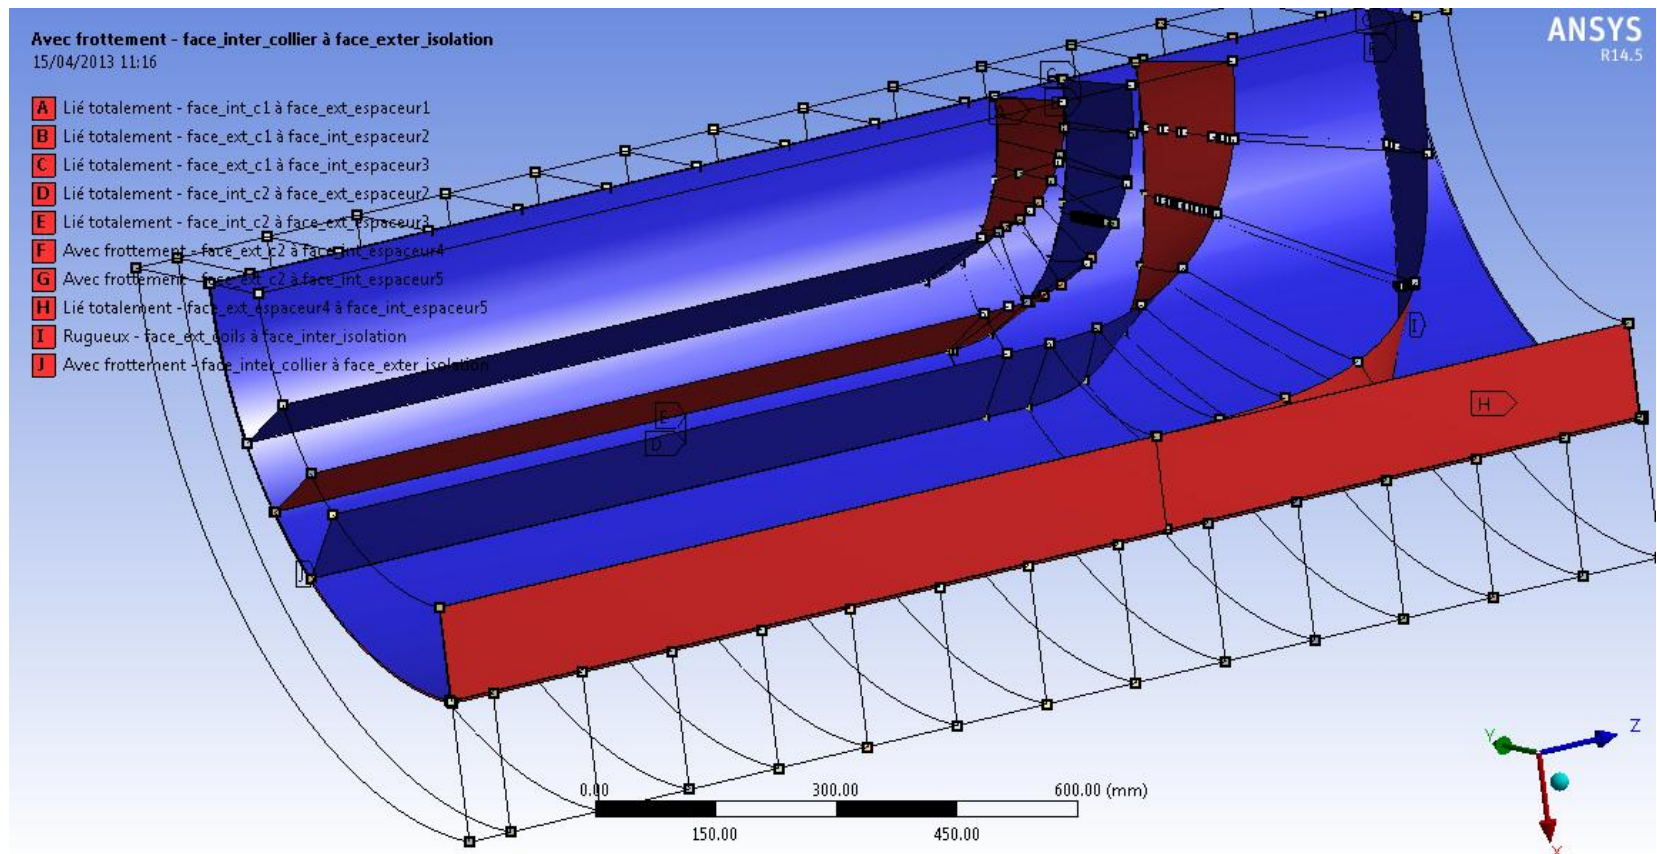 Avec frottement - face_inter_collier à face_exter_isolation
15/04/2013 11:16
ANSYS
R14.5
A Lié totalement - face_int_c1 à face_ext_espaceur1
B Lié totalement - face_ext_c1 à face_int_espaceur2
C Lié totalement - face_ext_c1 à face_int_espaceur3
D Lié totalement - face_int_c2 à face_ext_espaceur2
E Lié totalement - face_int_c2 à face_ext_espaceur3
F Avec frottement - face_ext_c2 à face_int_espaceur4
G Avec frottement - face_ext_c2 à face_int_espaceur5
H Lié totalement - face_ext_espaceur4 à face_int_espaceur5
I Rugueux - face_ext_coils à face_inter_isolation
J Avec frottement - face_inter_collier à face_exter_isolation
G
I
H
E
D
J
Y
Z
X
0.00 300.00 600.00 (mm)
150.00 450.00